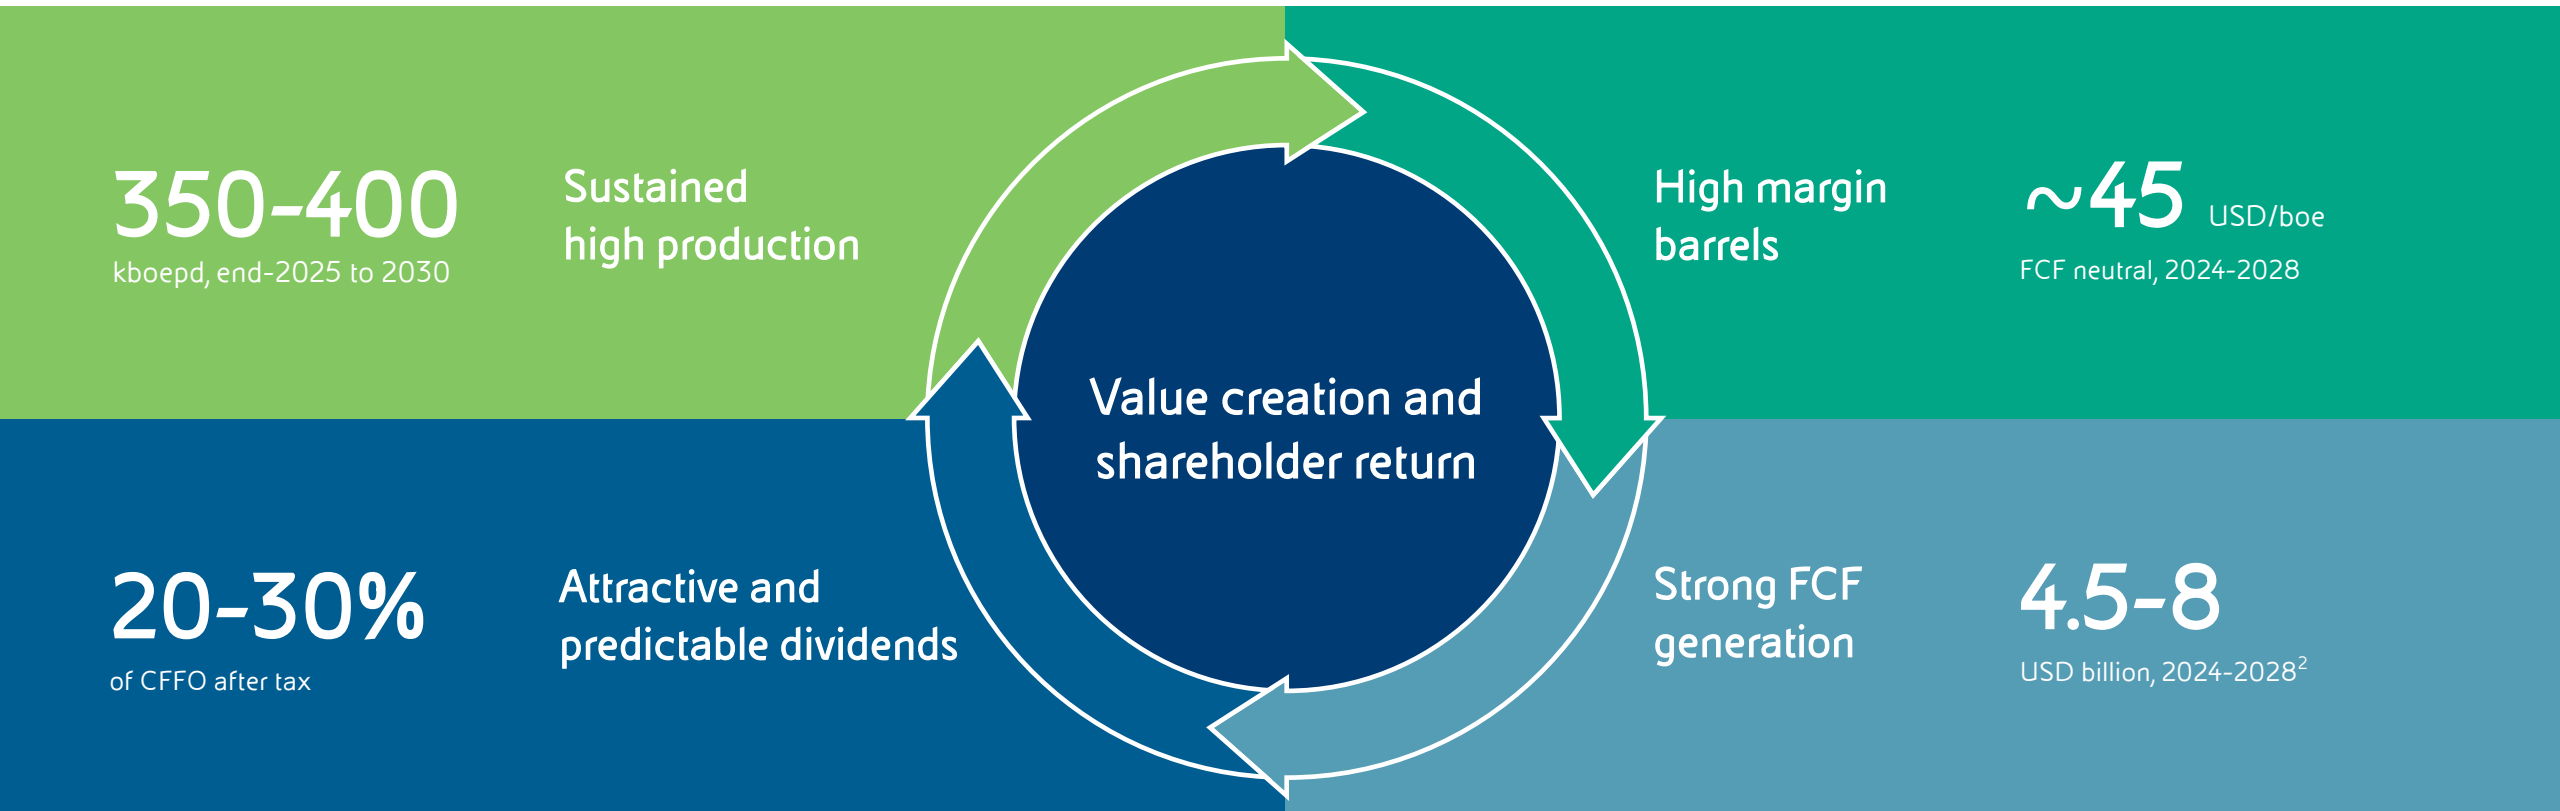 350-400
kboepd, end-2025 to 2030
Sustained
high production
High margin
barrels
~45 USD/boe
FCF neutral, 2024-2028
Value creation and
shareholder return
20-30%
of CFFO after tax
Attractive and
predictable dividends
Strong FCF
generation
4.5-8
USD billion, 2024-2028²